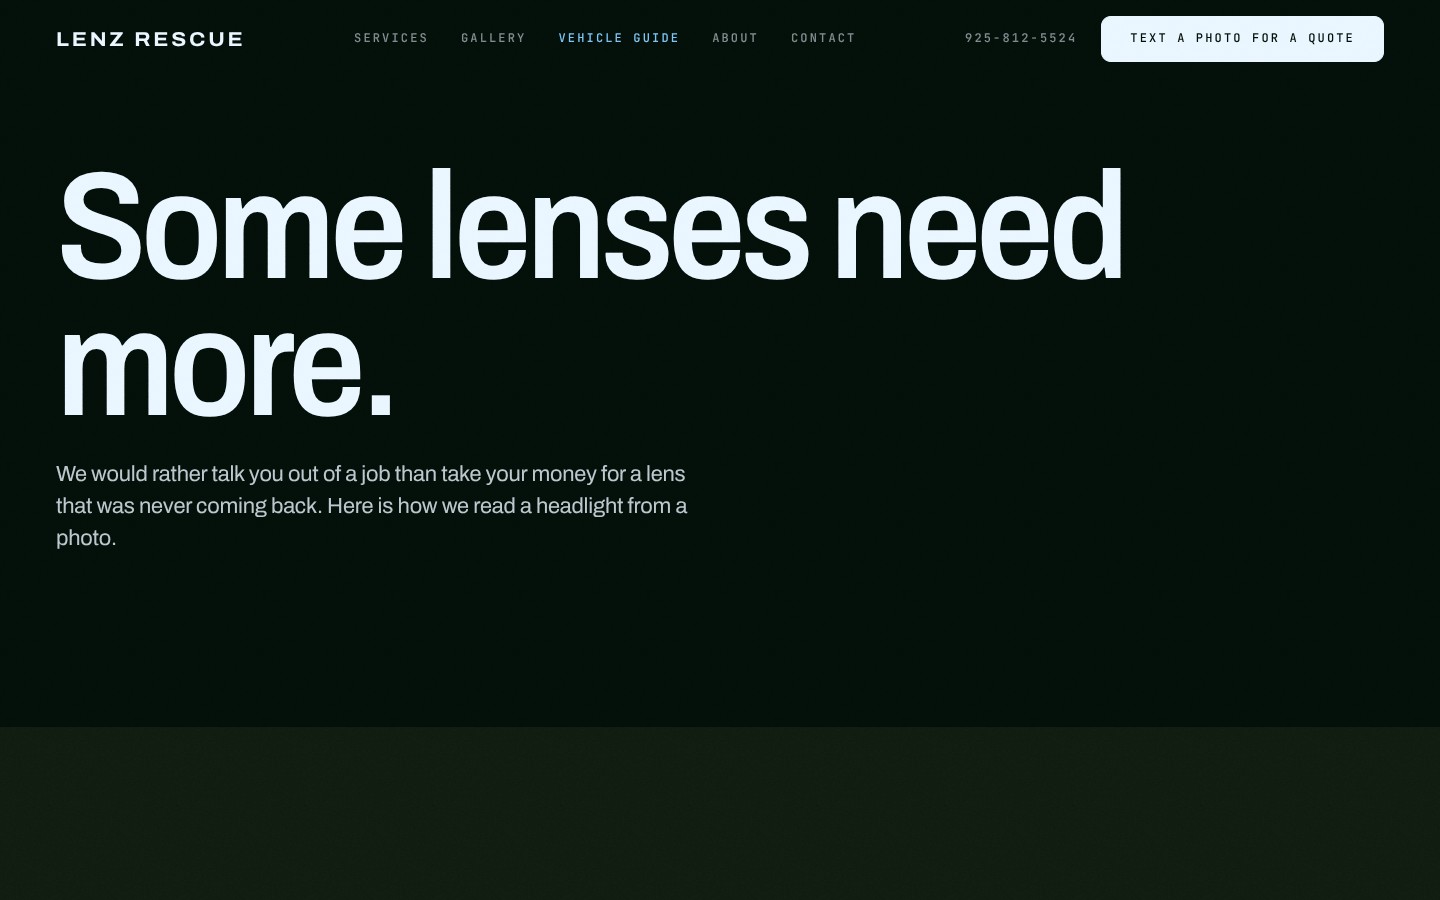 LENZ RESCUE
SERVICES
GALLERY
VEHICLE GUIDE
ABOUT
CONTACT
925-812-5524
TEXT A PHOTO FOR A QUOTE
Some lenses need
more.
We would rather talk you out of a job than take your money for a lens
that was never coming back. Here is how we read a headlight from a
photo.